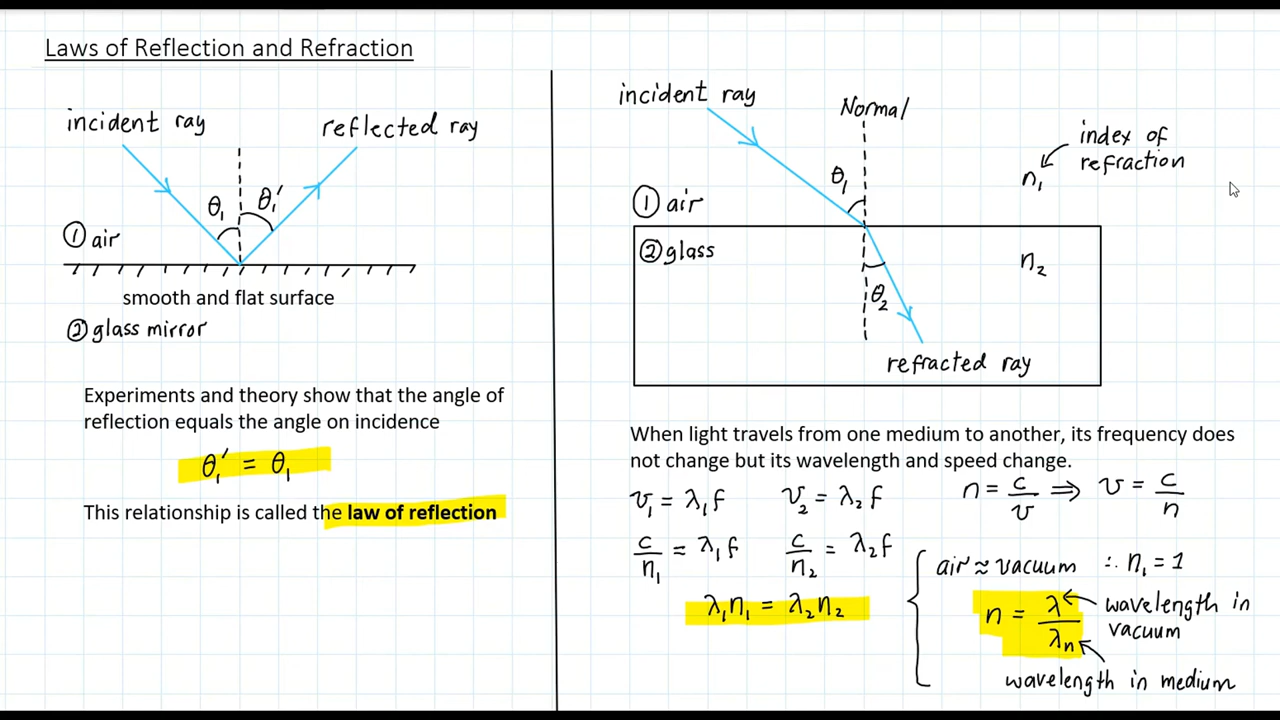 Laws of Reflection and Refraction
incident ray
reflected ray
θ₁ θ₁′
① air
smooth and flat surface
② glass mirror
Experiments and theory show that the angle of
reflection equals the angle on incidence
θ₁′ = θ₁
This relationship is called the law of reflection
incident ray
Normal
index of
refraction
n₁
θ₁
① air
② glass
n₂
θ₂
refracted ray
When light travels from one medium to another, its frequency does
not change but its wavelength and speed change.
v₁ = λ₁f v₂ = λ₂f n = c/v ⇒ v = c/n
c/n₁ = λ₁f c/n₂ = λ₂f
λ₁n₁ = λ₂n₂
air ≈ vacuum ∴ n₁ = 1
n = λ/λₙ
wavelength in
vacuum
wavelength in medium